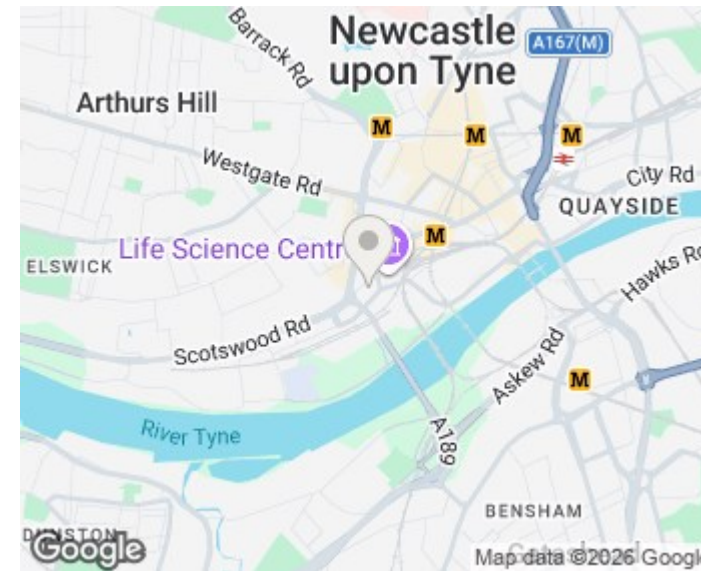 Newcastle
upon Tyne
A167(M)
Barrack Rd
Arthurs Hill
M
M
M
Westgate Rd
City Rd
QUAYSIDE
M
Life Science Centr
ELSWICK
Hawks Rd
Scotswood Rd
Askew Rd
M
River Tyne
A189
BENSHAM
Google
Map data ©2026 Googl